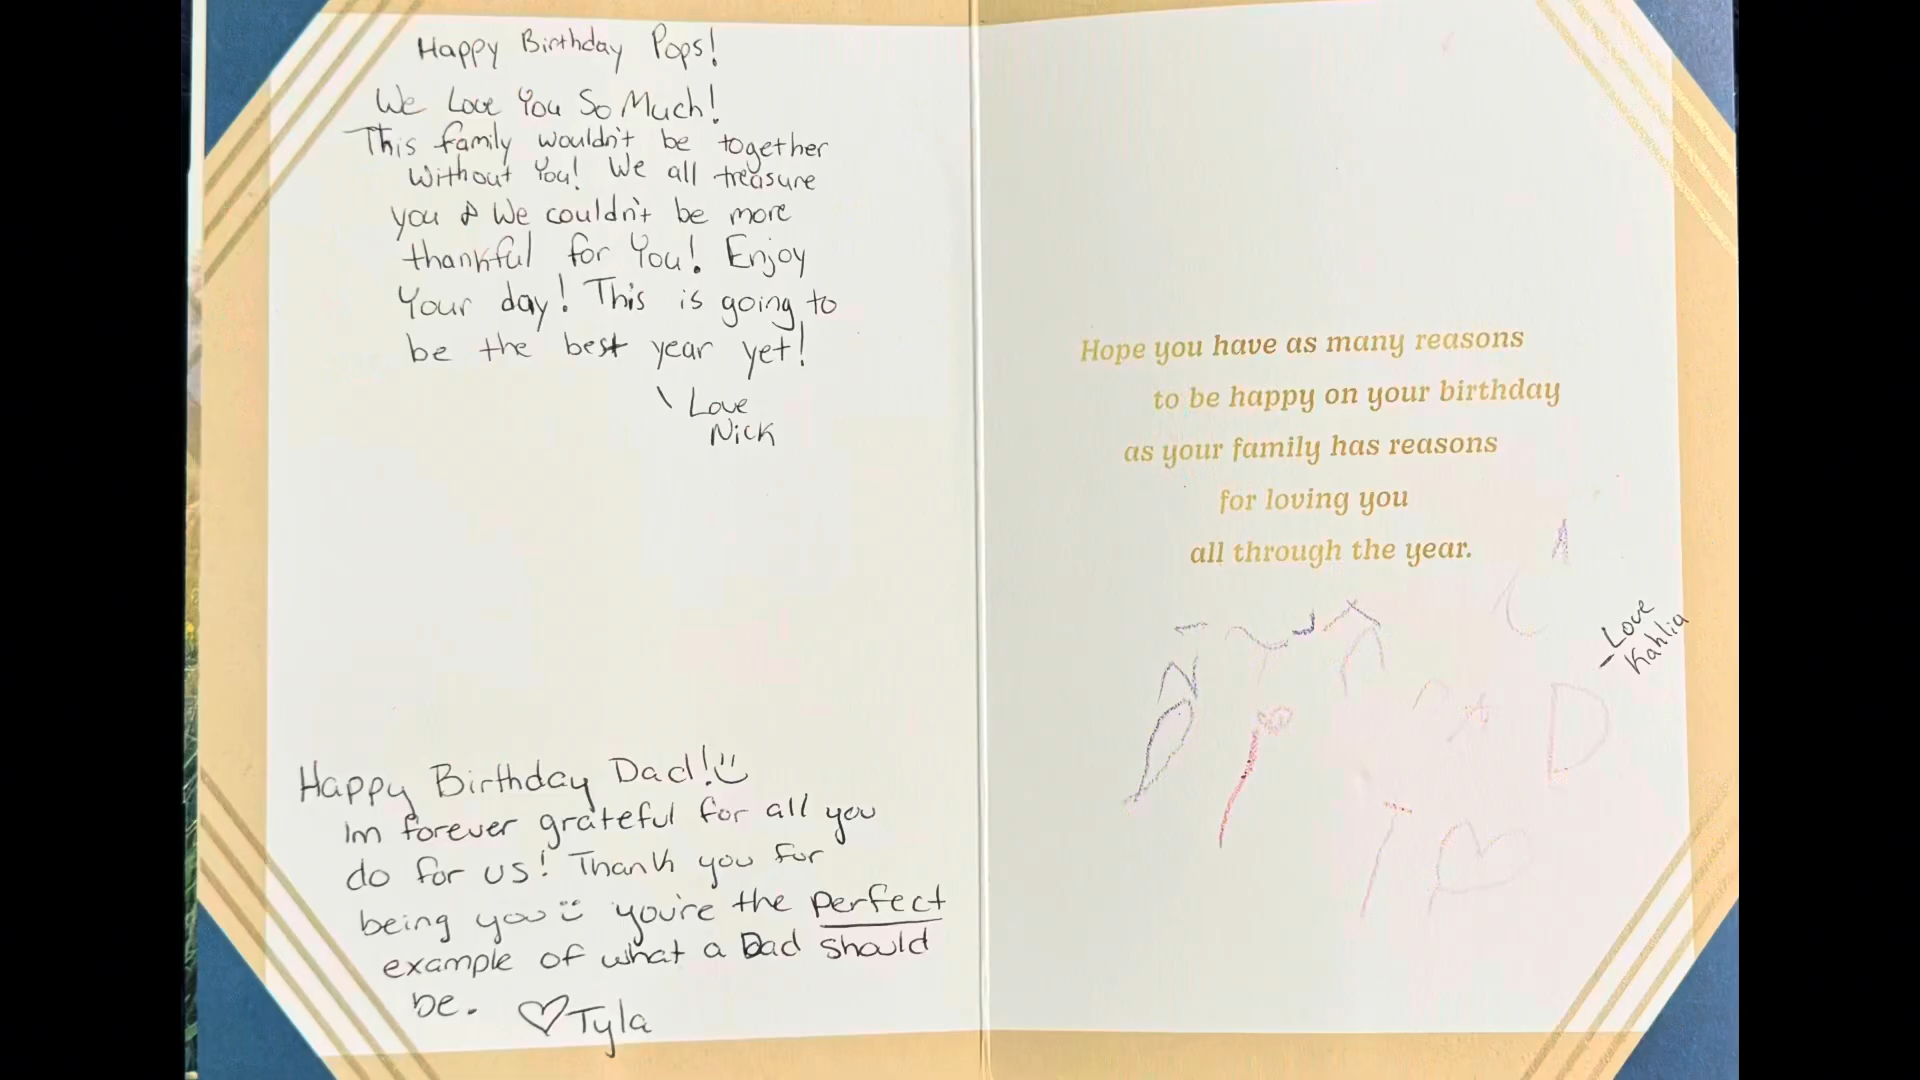 Happy Birthday Pops!
We Love You So Much!
This family wouldn't be together
without You! We all treasure
you & We couldn't be more
thankful for You! Enjoy
Your day! This is going to
be the best year yet!
\ Love
Nick
Happy Birthday Dad! :)
Im forever grateful for all you
do for us! Thank you for
being you :) you're the perfect
example of what a Dad should
be. ♡Tyla
Hope you have as many reasons
to be happy on your birthday
as your family has reasons
for loving you
all through the year.
- Love
Kahlia